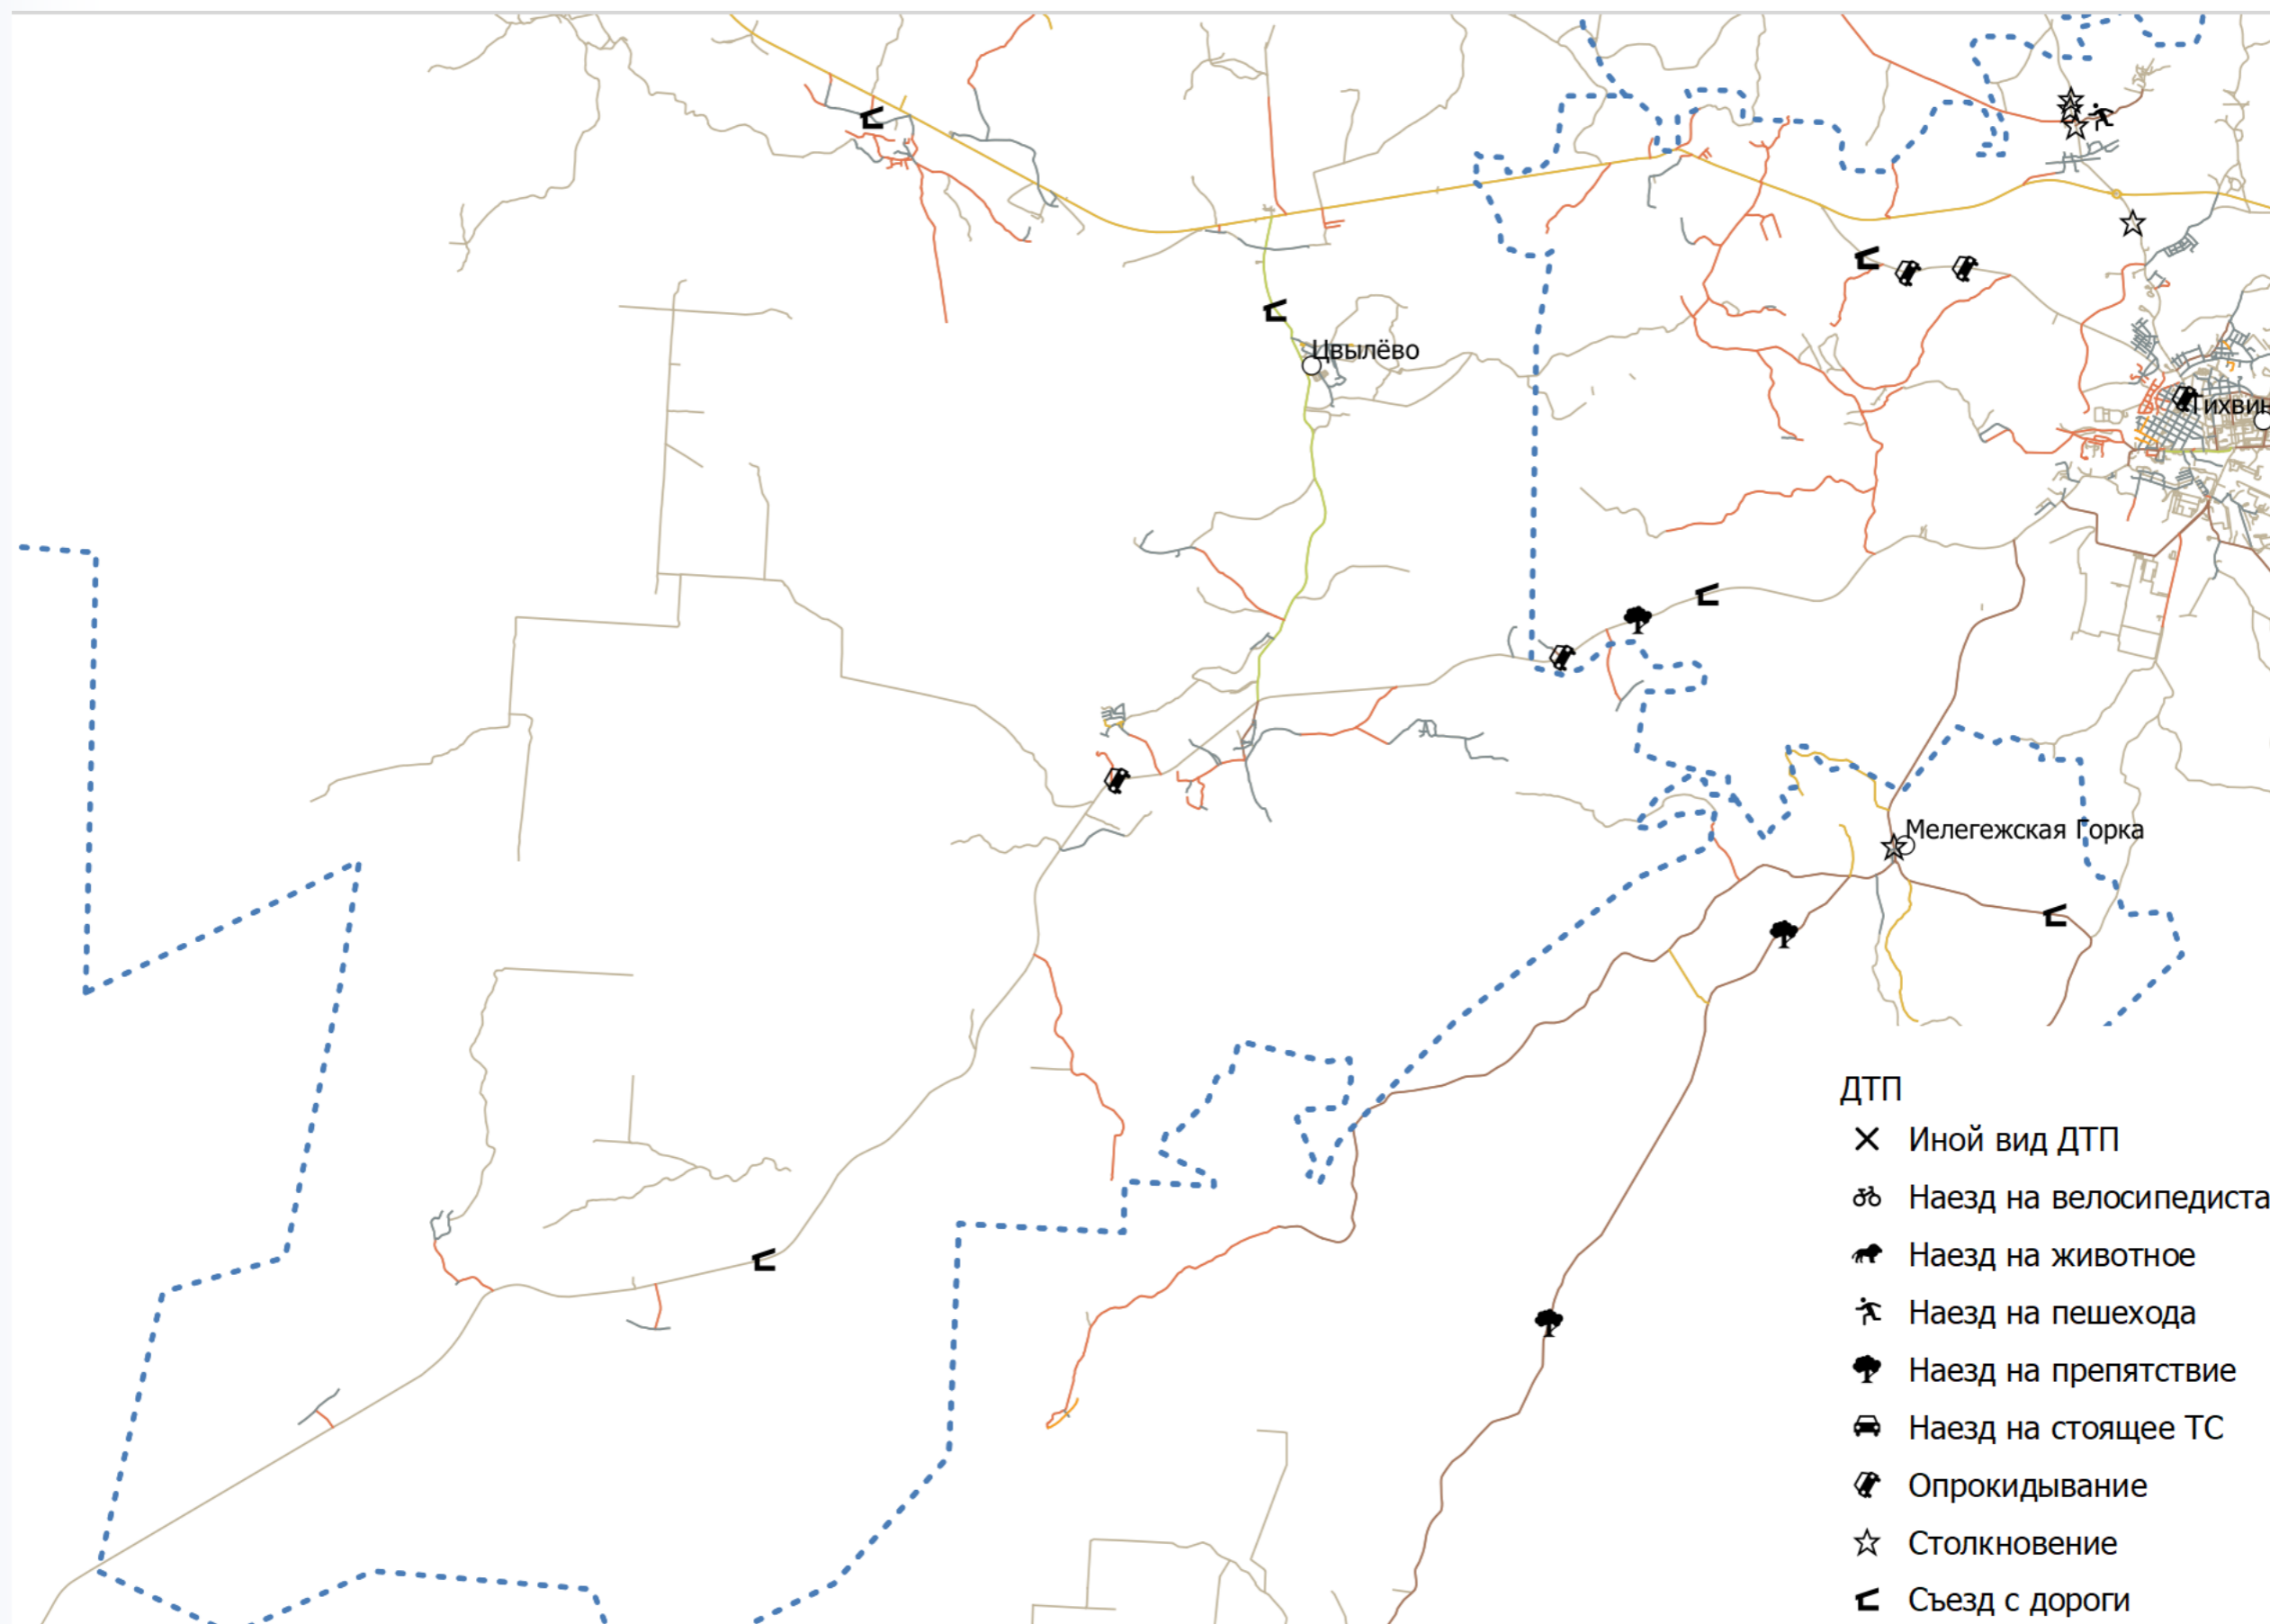 Цвылёво
Тихвин
Мелегежская Горка
ДТП
Иной вид ДТП
Наезд на велосипедиста
Наезд на животное
Наезд на пешехода
Наезд на препятствие
Наезд на стоящее ТС
Опрокидывание
Столкновение
Съезд с дороги